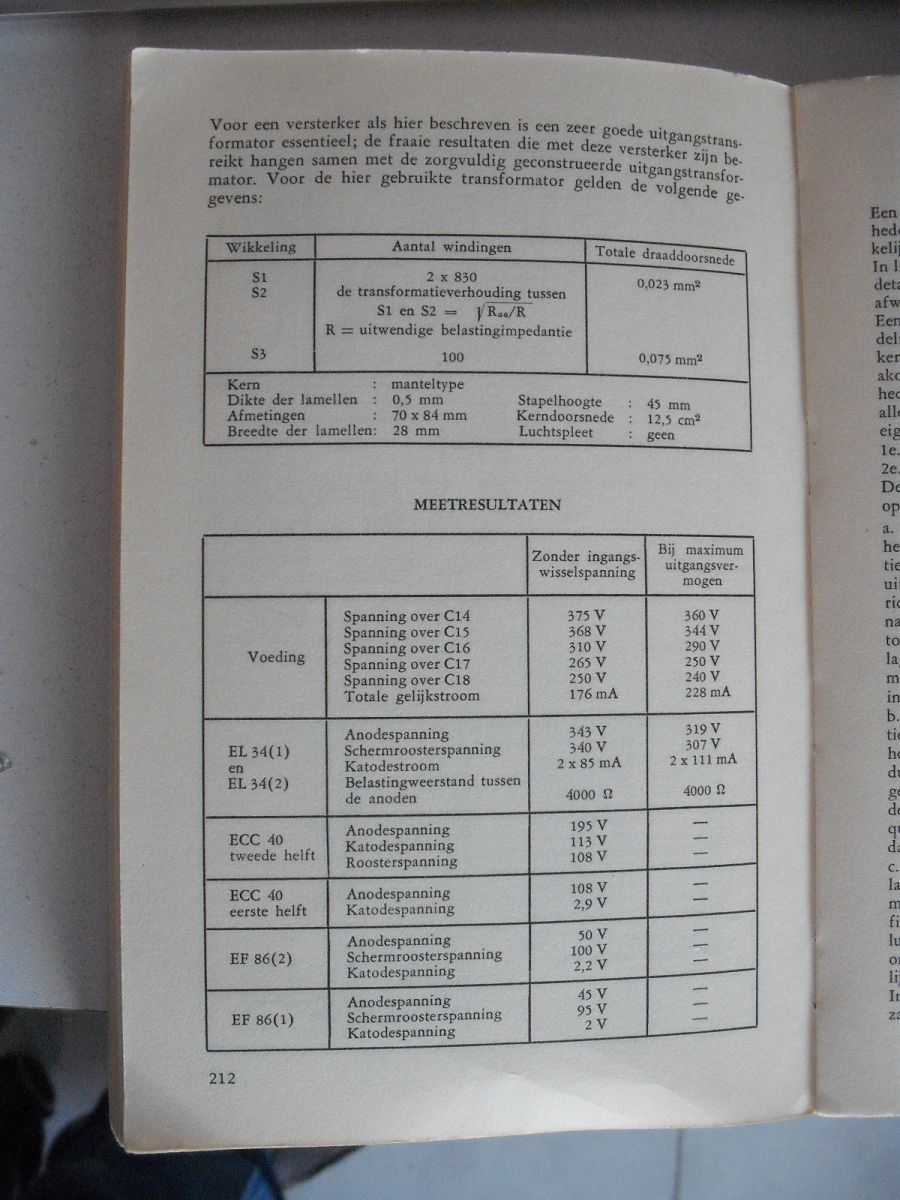 Voor een versterker als hier beschreven is een zeer goede uitgangstrans-
formator essentieel; de fraaie resultaten die met deze versterker zijn be-
reikt hangen samen met de zorgvuldig geconstrueerde uitgangstransfor-
mator. Voor de hier gebruikte transformator gelden de volgende ge-
gevens:
Wikkeling Aantal windingen Totale draaddoorsnede
S1 2 x 830 0,023 mm²
S2 de transformatieverhouding tussen
S1 en S2 = √Raa/R
R = uitwendige belastingimpedantie
S3 100 0,075 mm²
Kern : manteltype
Dikte der lamellen : 0,5 mm Stapelhoogte : 45 mm
Afmetingen : 70 x 84 mm Kerndoorsnede : 12,5 cm²
Breedte der lamellen: 28 mm Luchtspleet : geen
MEETRESULTATEN
Zonder ingangs- Bij maximum
wisselspanning uitgangsver-
mogen
Voeding
Spanning over C14 375 V 360 V
Spanning over C15 368 V 344 V
Spanning over C16 310 V 290 V
Spanning over C17 265 V 250 V
Spanning over C18 250 V 240 V
Totale gelijkstroom 176 mA 228 mA
Anodespanning 343 V 319 V
EL 34(1) Schermroosterspanning 340 V 307 V
en Katodestroom 2 x 85 mA 2 x 111 mA
EL 34(2) Belastingweerstand tussen
de anoden 4000 Ω 4000 Ω
Anodespanning 195 V —
ECC 40 Katodespanning 113 V —
tweede helft Roosterspanning 108 V —
ECC 40 Anodespanning 108 V —
eerste helft Katodespanning 2,9 V —
Anodespanning 50 V —
EF 86(2) Schermroosterspanning 100 V —
Katodespanning 2,2 V —
Anodespanning 45 V —
EF 86(1) Schermroosterspanning 95 V —
Katodespanning 2 V —
212
Een
In
Een
1e.
2e.
De
a.
b.
c.